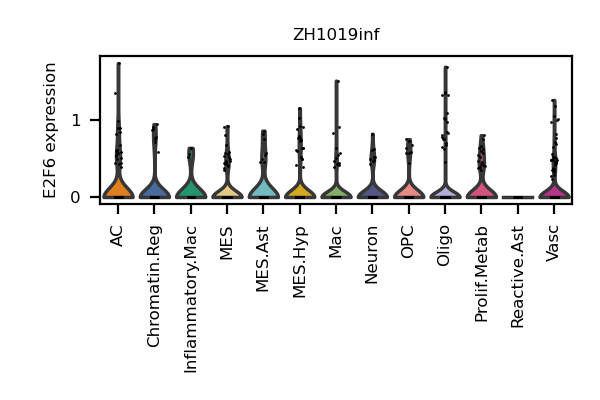 ZH1019inf
E2F6 expression
1
0
AC
Chromatin.Reg
Inflammatory.Mac
MES
MES.Ast
MES.Hyp
Mac
Neuron
OPC
Oligo
Prolif.Metab
Reactive.Ast
Vasc